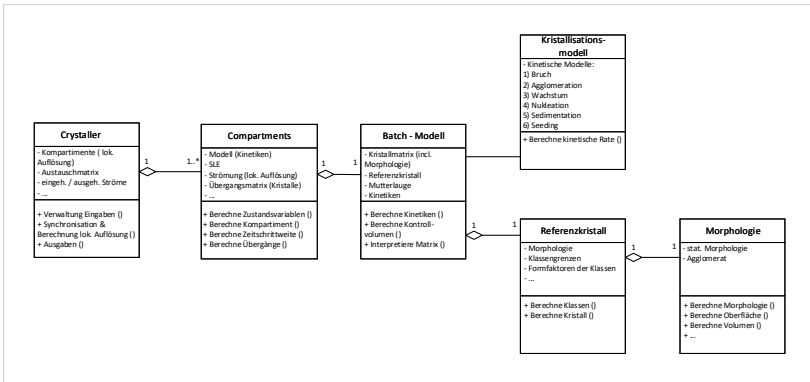 Kristallisations-
modell
- Kinetische Modelle:
1) Bruch
2) Agglomeration
3) Wachstum
4) Nukleation
5) Sedimentation
6) Seeding
+ Berechne kinetische Rate ()
Crystaller
- Kompartimente ( lok.
Auflösung)
- Austauschmatrix
- eingeh. / ausgeh. Ströme
- ...
+ Verwaltung Eingaben ()
+ Synchronisation &
Berechnung lok. Auflösung ()
+ Ausgaben ()
1
1..*
Compartments
- Modell (Kinetiken)
- SLE
- Strömung (lok. Auflösung)
- Übergangsmatrix (Kristalle)
- ...
+ Berechne Zustandsvariablen ()
+ Berechne Kompartiment ()
+ Berechne Zeitschrittweite ()
+ Berechne Übergänge ()
1
1
Batch - Modell
- Kristallmatrix (incl.
Morphologie)
- Referenzkristall
- Mutterlauge
- Kinetiken
+ Berechne Kinetiken ()
+ Berechne Kontroll-
volumen ()
+ Interpretiere Matrix ()
1
1
Referenzkristall
- Morphologie
- Klassengrenzen
- Formfaktoren der Klassen
- ...
+ Berechne Klassen ()
+ Berechne Kristall ()
1
1
Morphologie
- stat. Morphologie
- Agglomerat
+ Berechne Morphologie ()
+ Berechne Oberfläche ()
+ Berechne Volumen ()
+ ...